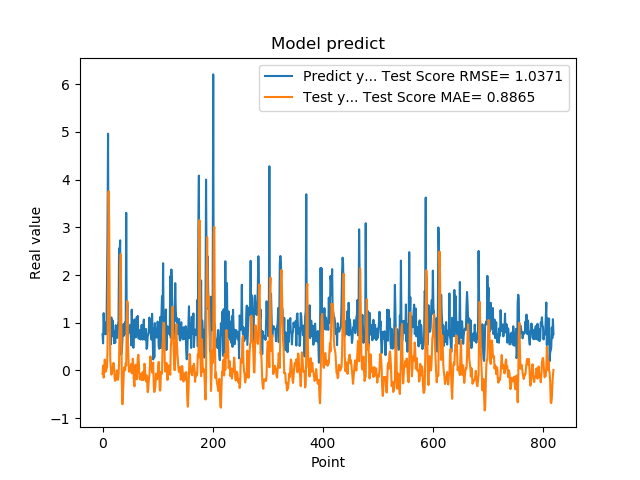 Model predict
Predict y... Test Score RMSE= 1.0371
Test y... Test Score MAE= 0.8865
Real value
6
5
4
3
2
1
0
−1
0 200 400 600 800
Point